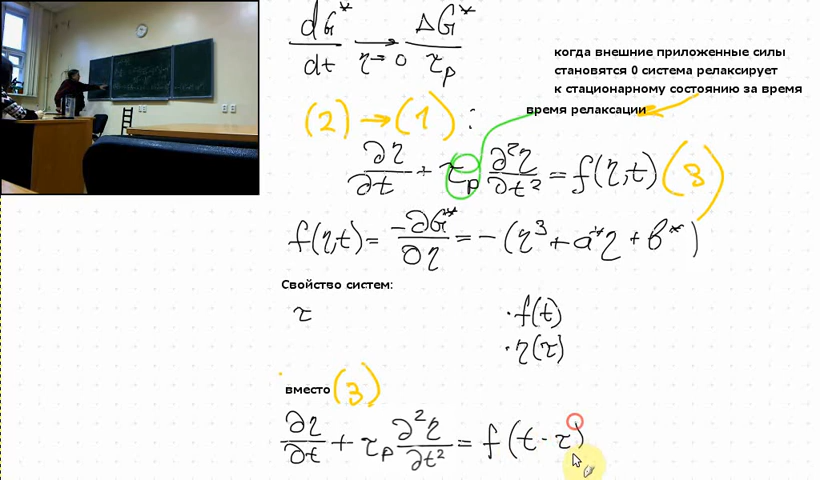 dG*/dt → ΔG*/τp
η→0
когда внешние приложенные силы
становятся 0 система релаксирует
к стационарному состоянию за время
время релаксации
(2) → (1) :
∂η/∂t + τp ∂²η/∂t² = f(η,t) (3)
f(η,t) = -∂G*/∂η = -(η³ + a*η + b*)
Свойство систем:
τ · f(t)
· η(τ)
вместо (3)
∂η/∂t + τp ∂²η/∂t² = f(t - τ)